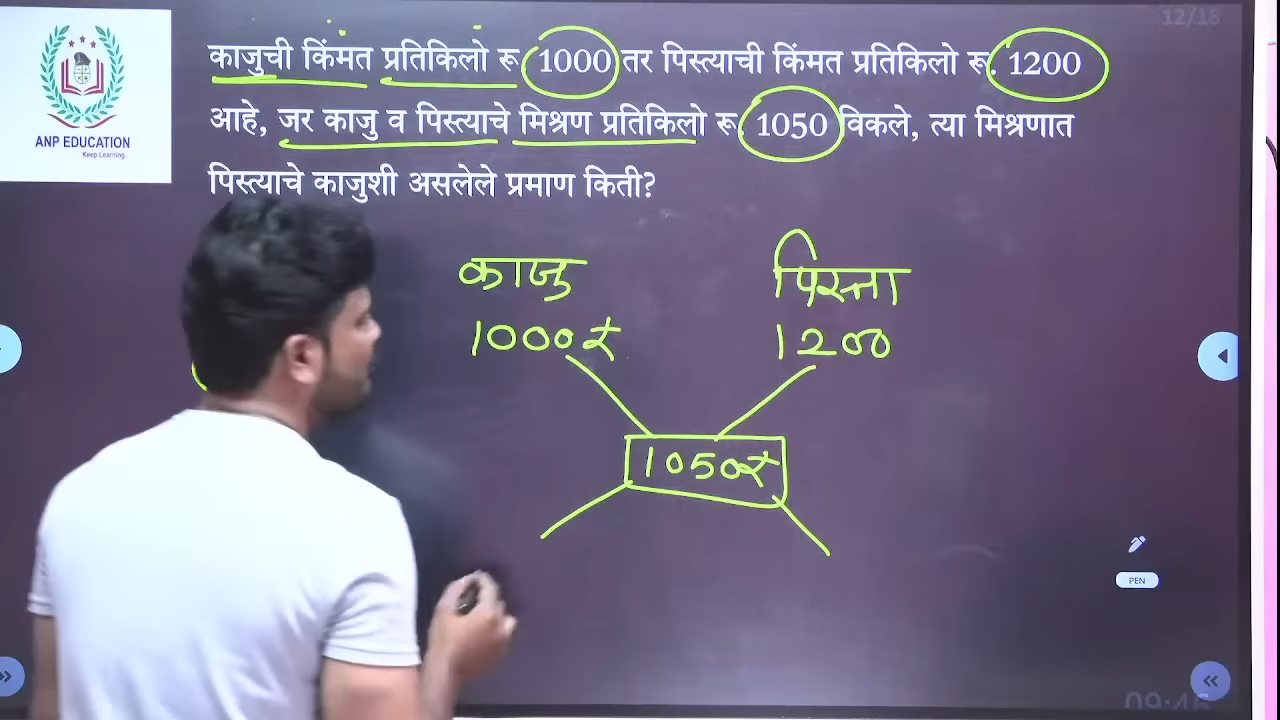 12/18
काजुची किंमत प्रतिकिलो रू 1000 तर पिस्त्याची किंमत प्रतिकिलो रू. 1200
आहे, जर काजु व पिस्त्याचे मिश्रण प्रतिकिलो रू. 1050 विकले, त्या मिश्रणात
पिस्त्याचे काजुशी असलेले प्रमाण किती?
ANP EDUCATION
Keep Learning..
काजु पिस्ता
1000₹ 1200
1050₹
PEN